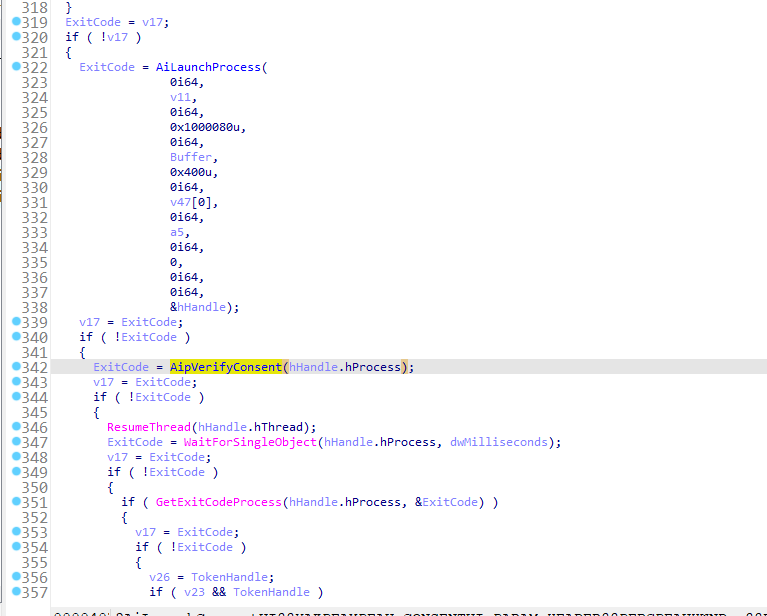 318 }
319 ExitCode = v17;
320 if ( !v17 )
321 {
322 ExitCode = AiLaunchProcess(
323 0i64,
324 v11,
325 0i64,
326 0x1000080u,
327 0i64,
328 Buffer,
329 0x400u,
330 0i64,
331 v47[0],
332 0i64,
333 a5,
334 0i64,
335 0,
336 0i64,
337 0i64,
338 &hHandle);
339 v17 = ExitCode;
340 if ( !ExitCode )
341 {
342 ExitCode = AipVerifyConsent(hHandle.hProcess);
343 v17 = ExitCode;
344 if ( !ExitCode )
345 {
346 ResumeThread(hHandle.hThread);
347 ExitCode = WaitForSingleObject(hHandle.hProcess, dwMilliseconds);
348 v17 = ExitCode;
349 if ( !ExitCode )
350 {
351 if ( GetExitCodeProcess(hHandle.hProcess, &ExitCode) )
352 {
353 v17 = ExitCode;
354 if ( !ExitCode )
355 {
356 v26 = TokenHandle;
357 if ( v23 && TokenHandle )